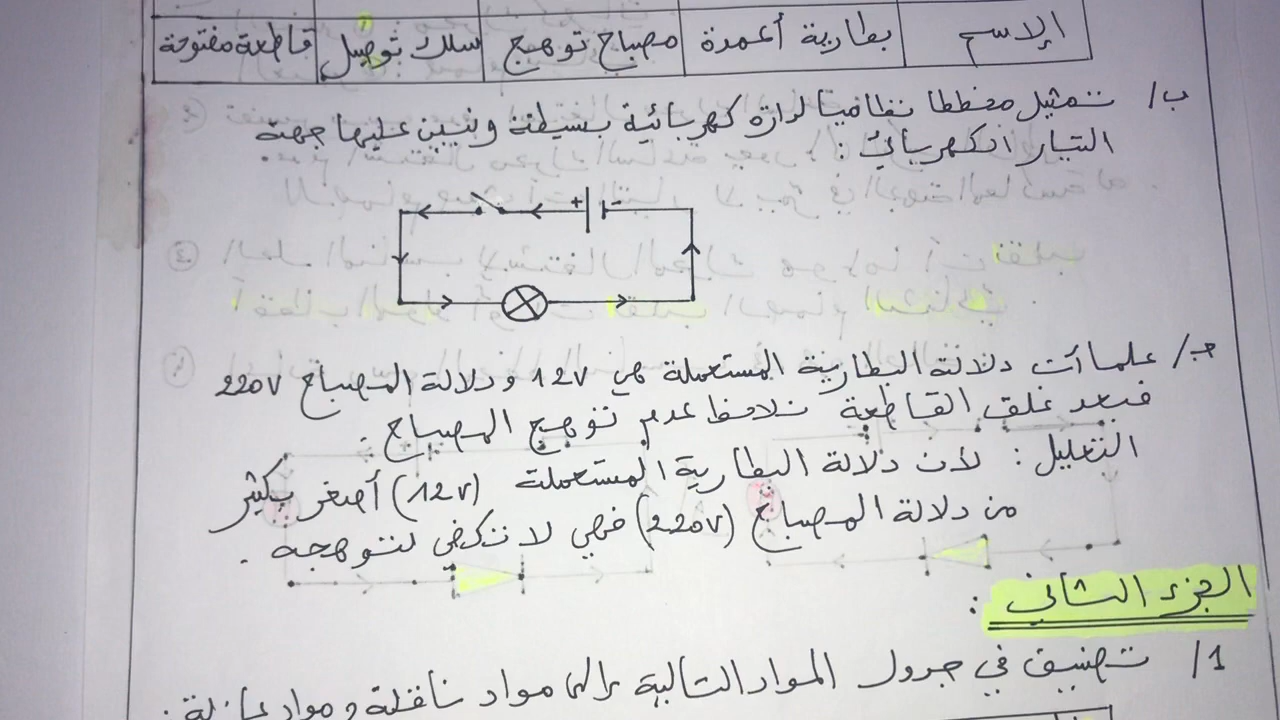 الإسم بطارية أعمدة مصباح توهج سلك توصيل قاطعة مفتوحة
ب/ تمثيل مخططا نظاميا لدارة كهربائية بسيطة ونبين عليها جهة
التيار الكهربائي :
+ -
ج/ علما أن دلالة البطارية المستعملة هي 12V ودلالة المصباح 220V
فبعد غلق القاطعة نلاحظ عدم توهج المصباح .
التعليل : لأن دلالة البطارية المستعملة (12V) أصغر بكثير
من دلالة المصباح (220V) فهي لا تكفي لتوهجه .
الجزء الثاني :
1/ تصنيف في جدول المواد التالية إلى مواد ناقلة ومواد عازلة :